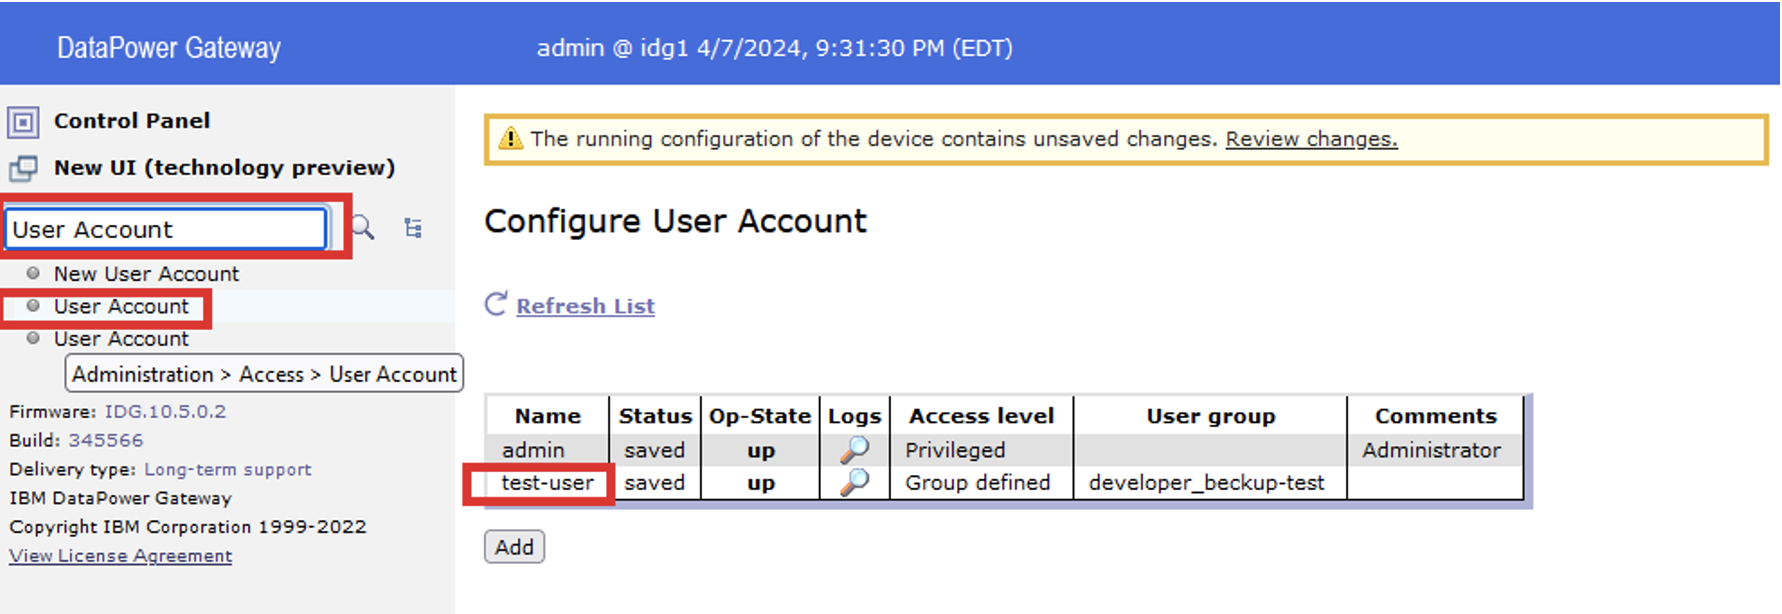 DataPower Gateway
admin @ idg1 4/7/2024, 9:31:30 PM (EDT)
Control Panel
New UI (technology preview)
User Account
New User Account
User Account
User Account
Administration > Access > User Account
Firmware: IDG.10.5.0.2
Build: 345566
Delivery type: Long-term support
IBM DataPower Gateway
Copyright IBM Corporation 1999-2022
View License Agreement
The running configuration of the device contains unsaved changes. Review changes.
Configure User Account
Refresh List
Name Status Op-State Logs Access level User group Comments
admin saved up Privileged Administrator
test-user saved up Group defined developer_beckup-test
Add